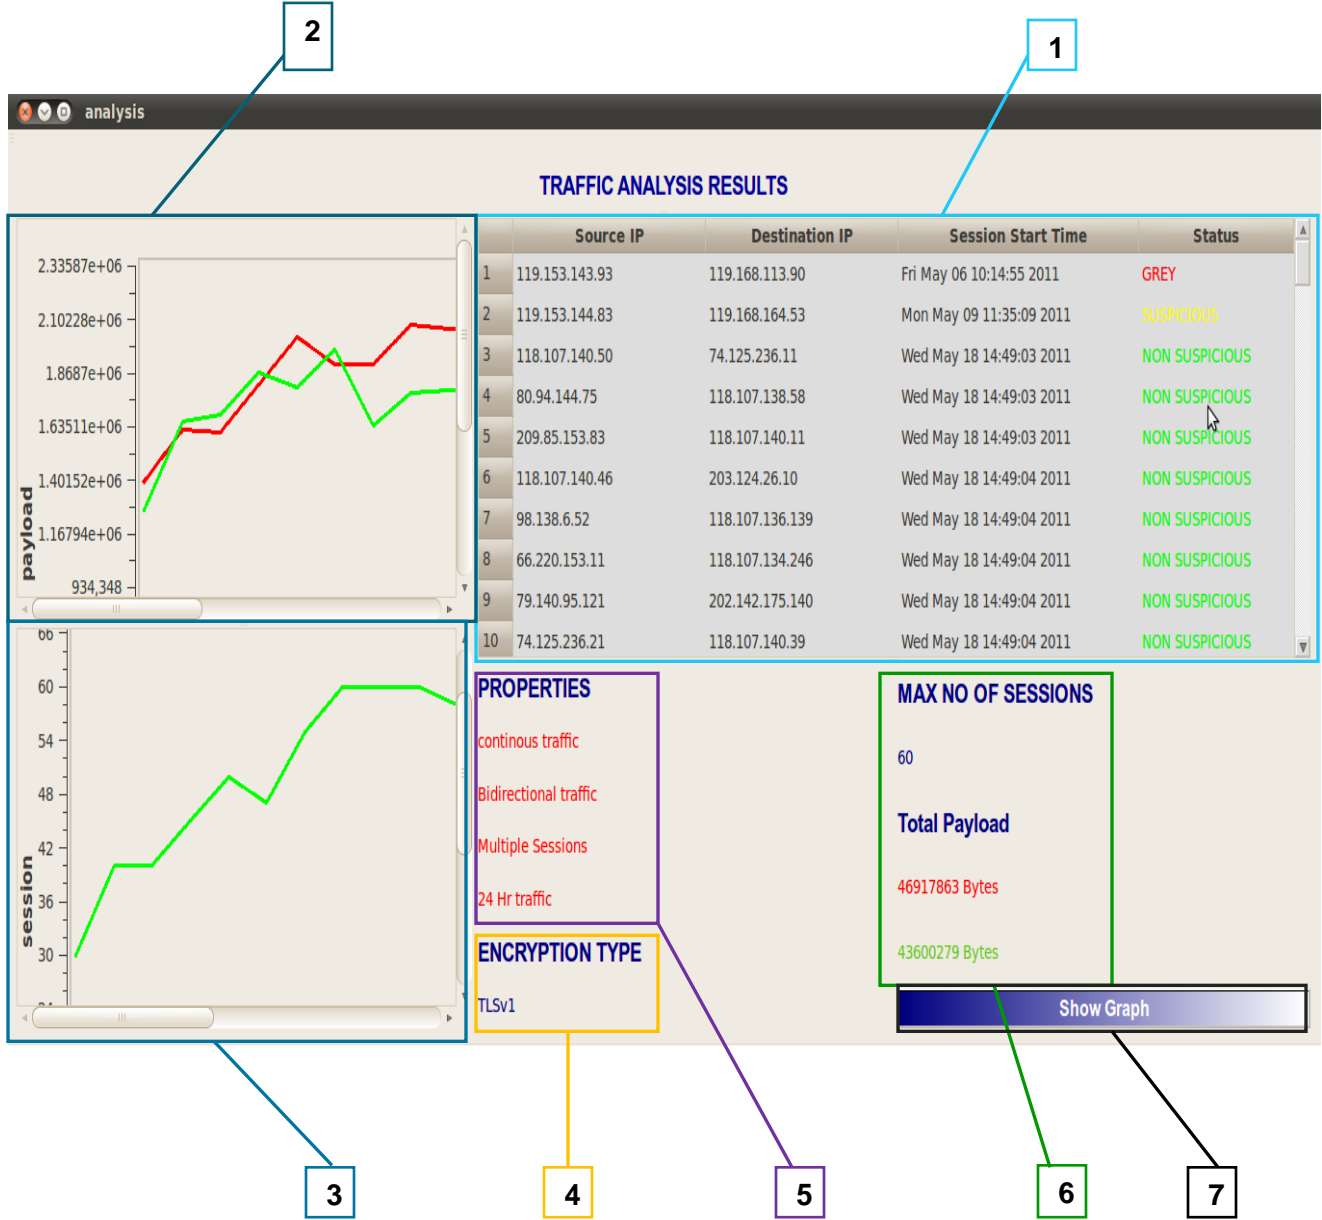 2
1
analysis
TRAFFIC ANALYSIS RESULTS
Source IP Destination IP Session Start Time Status
1 119.153.143.93 119.168.113.90 Fri May 06 10:14:55 2011 GREY
2 119.153.144.83 119.168.164.53 Mon May 09 11:35:09 2011 SUSPICIOUS
3 118.107.140.50 74.125.236.11 Wed May 18 14:49:03 2011 NON SUSPICIOUS
4 80.94.144.75 118.107.138.58 Wed May 18 14:49:03 2011 NON SUSPICIOUS
5 209.85.153.83 118.107.140.11 Wed May 18 14:49:03 2011 NON SUSPICIOUS
6 118.107.140.46 203.124.26.10 Wed May 18 14:49:03 2011 NON SUSPICIOUS
7 98.138.6.52 118.107.136.139 Wed May 18 14:49:04 2011 NON SUSPICIOUS
8 66.220.153.11 118.107.134.246 Wed May 18 14:49:04 2011 NON SUSPICIOUS
9 79.140.95.121 202.142.175.140 Wed May 18 14:49:04 2011 NON SUSPICIOUS
10 74.125.236.21 118.107.140.39 Wed May 18 14:49:04 2011 NON SUSPICIOUS
2.33587e+06
2.10228e+06
1.8687e+06
1.63511e+06
1.40152e+06
1.16794e+06
934,348
payload
66
60
54
48
42
36
30
session
PROPERTIES
continous traffic
Bidirectional traffic
Multiple Sessions
24 Hr traffic
ENCRYPTION TYPE
TLSv1
MAX NO OF SESSIONS
60
Total Payload
46917863 Bytes
43600279 Bytes
Show Graph
3
4
5
6
7